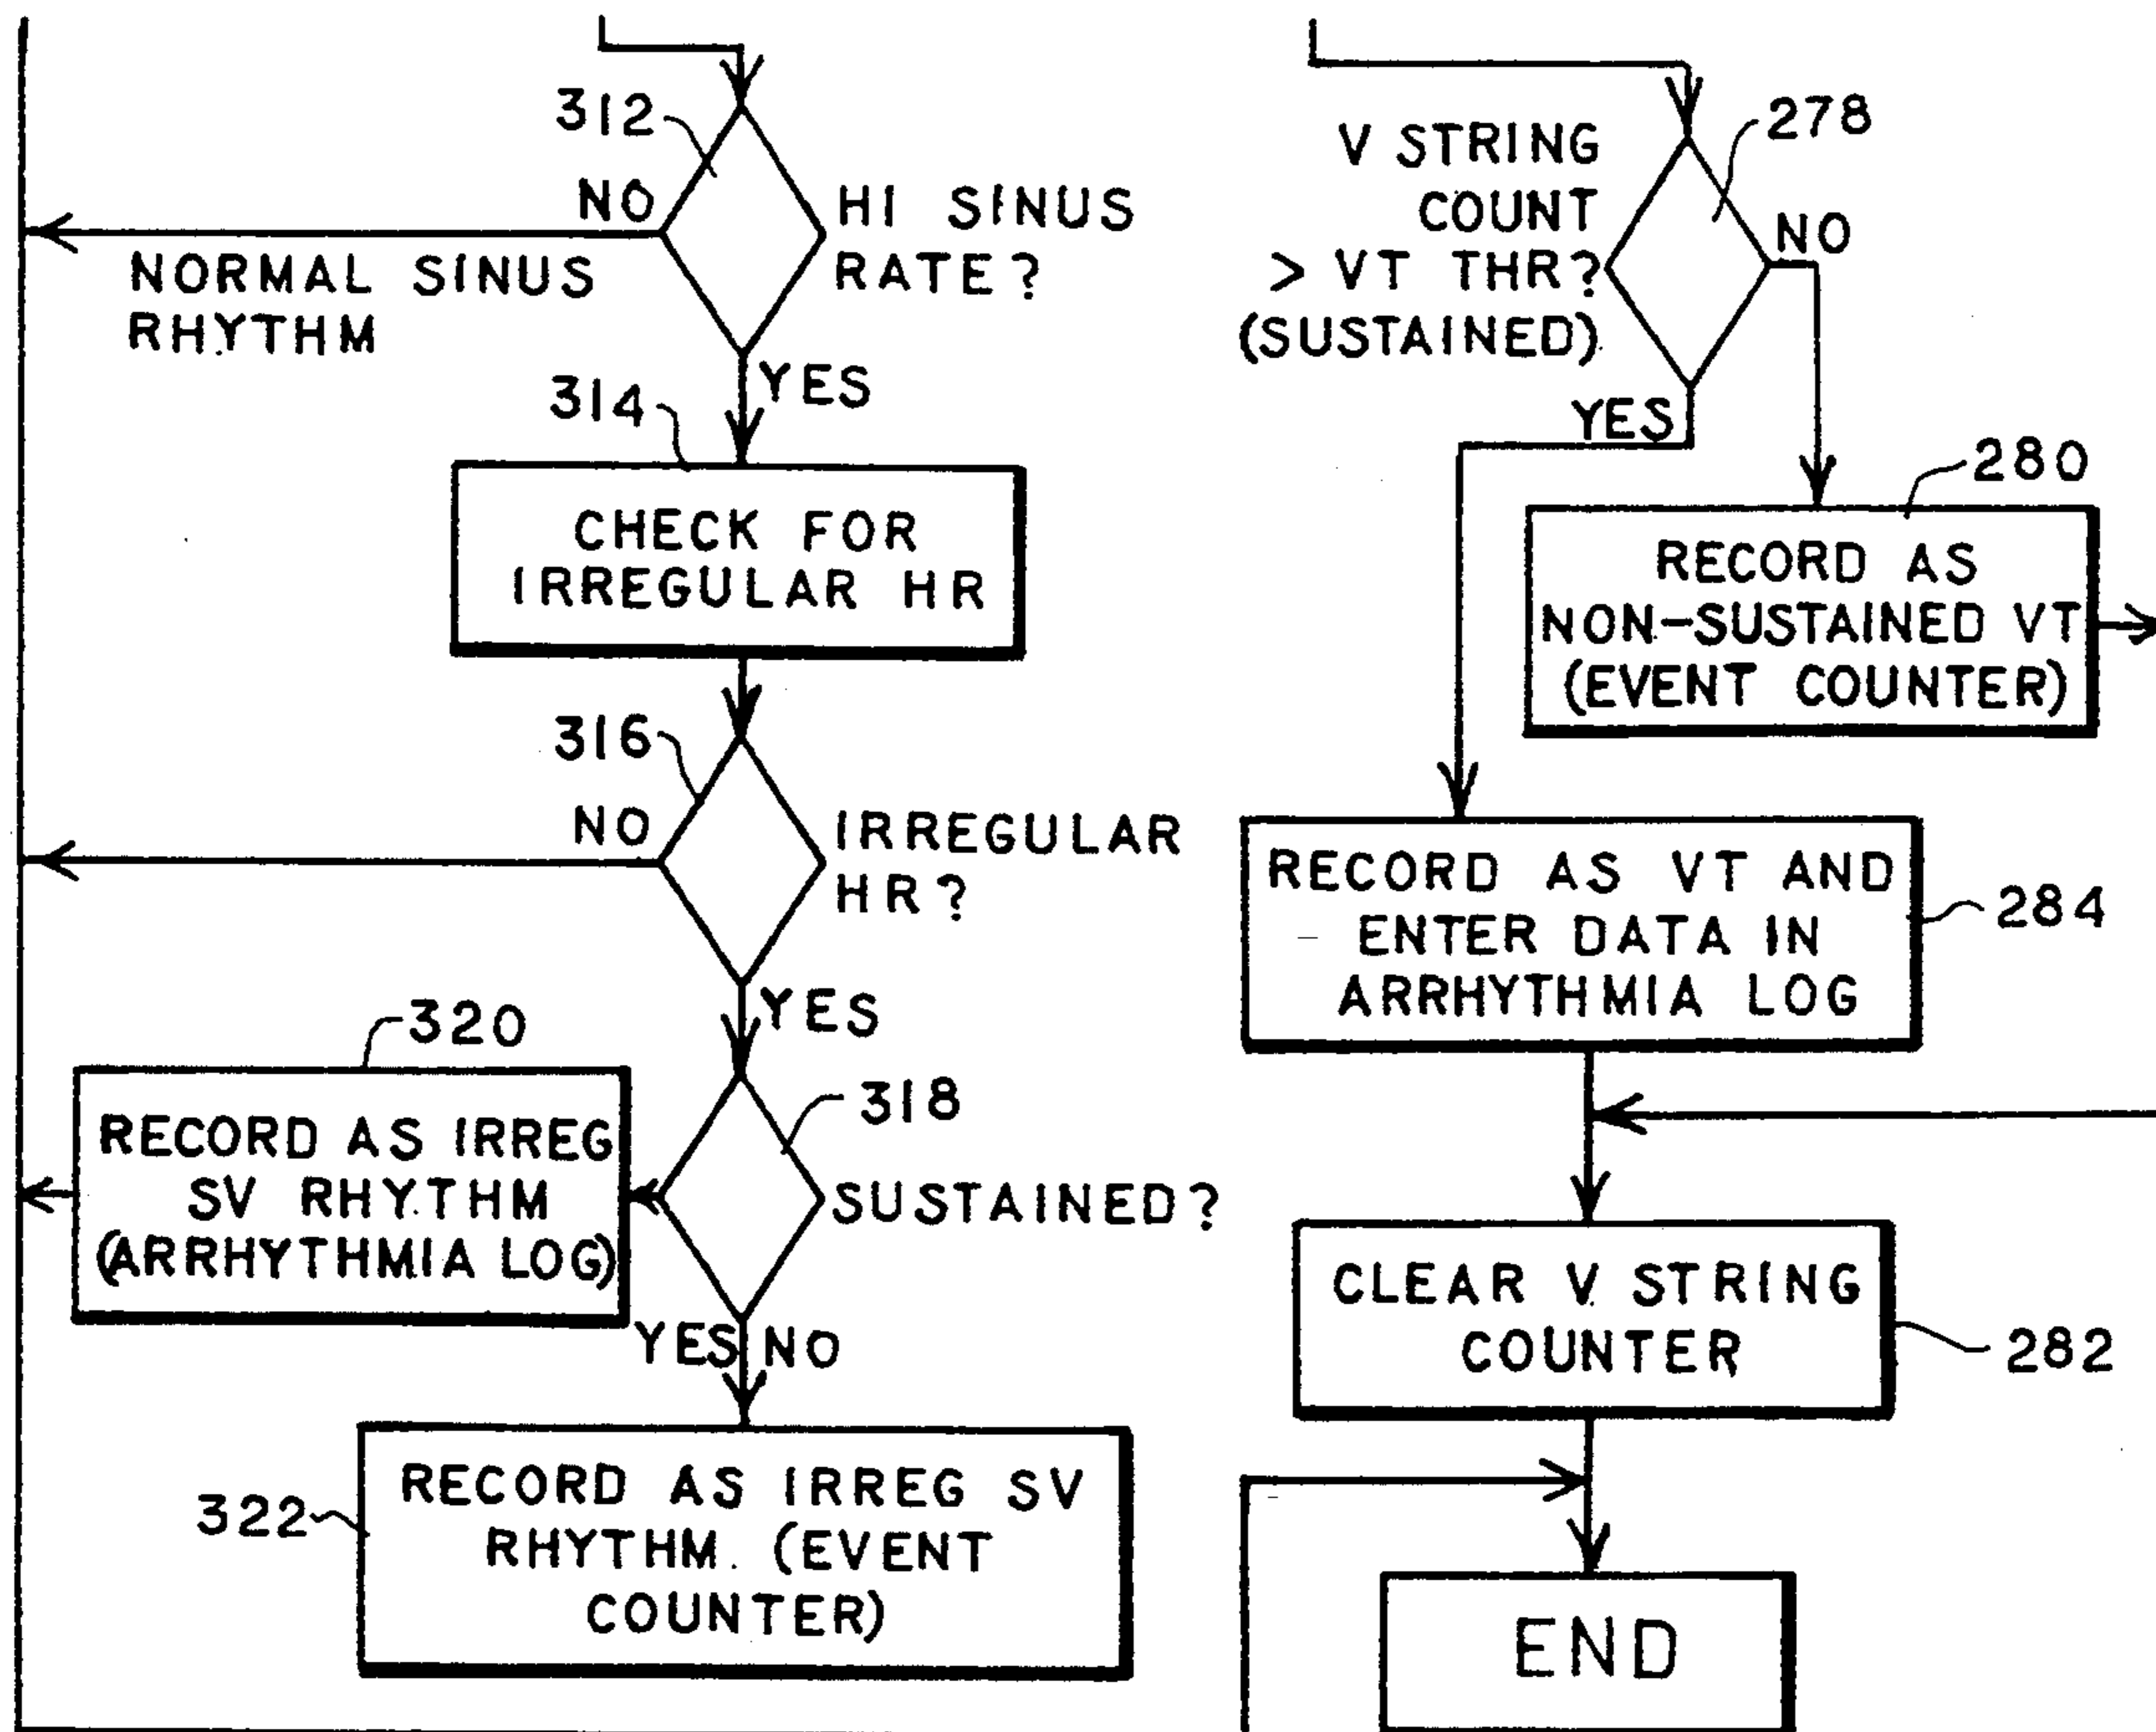 312
NO
HI SINUS
RATE?
NORMAL SINUS
RHYTHM
YES
314
CHECK FOR
IRREGULAR HR
316
NO
IRREGULAR
HR?
YES
320
RECORD AS IRREG
SV RHYTHM
(ARRHYTHMIA LOG)
318
SUSTAINED?
YES
NO
322
RECORD AS IRREG SV
RHYTHM. (EVENT
COUNTER)
V STRING
COUNT
> VT THR?
(SUSTAINED)
278
NO
YES
280
RECORD AS
NON-SUSTAINED VT
(EVENT COUNTER)
RECORD AS VT AND
ENTER DATA IN
ARRHYTHMIA LOG
284
CLEAR V STRING
COUNTER
282
END